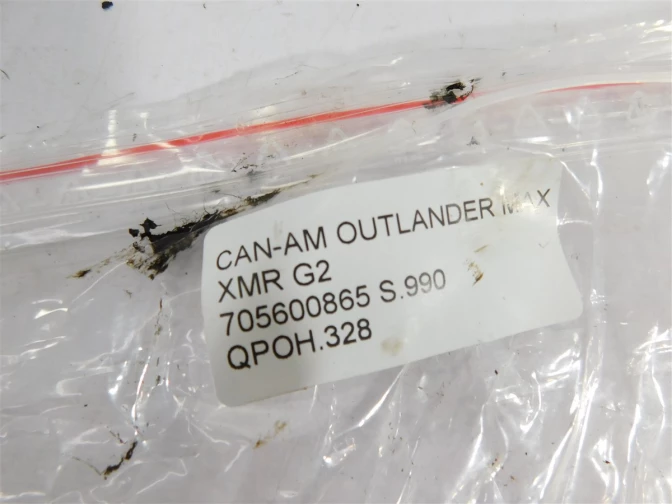 CAN-AM OUTLANDER MAX
XMR G2
705600865 S.990
QPOH.328